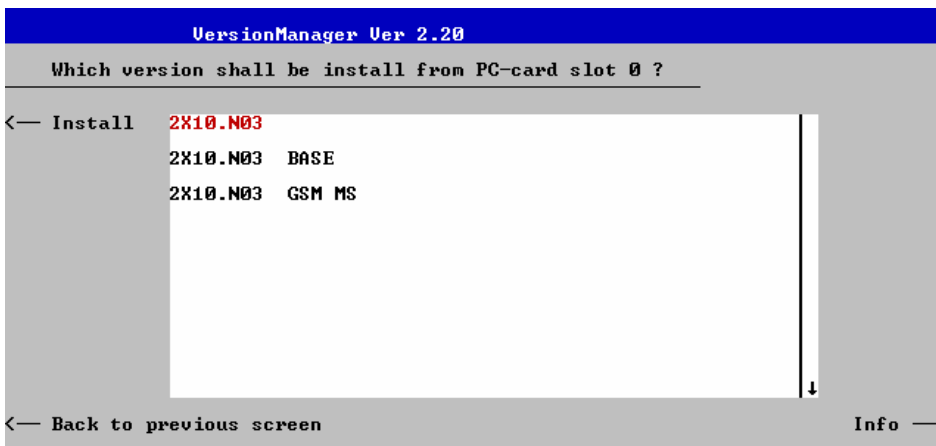 VersionManager Ver 2.20
Which version shall be install from PC-card slot 0 ?
<— Install 2X10.N03
2X10.N03 BASE
2X10.N03 GSM MS
<— Back to previous screen Info —